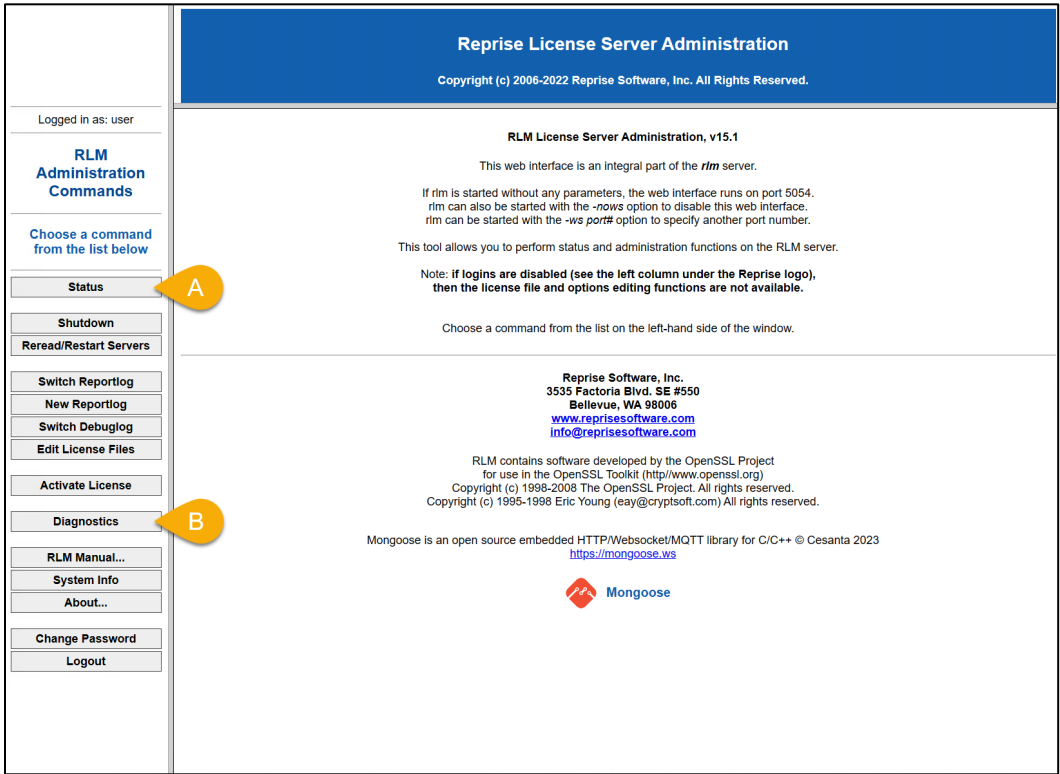 Reprise License Server Administration
Copyright (c) 2006-2022 Reprise Software, Inc. All Rights Reserved.
Logged in as: user
RLM
Administration
Commands
Choose a command
from the list below
Status
A
Shutdown
Reread/Restart Servers
Switch Reportlog
New Reportlog
Switch Debuglog
Edit License Files
Activate License
Diagnostics
B
RLM Manual...
System Info
About...
Change Password
Logout
RLM License Server Administration, v15.1
This web interface is an integral part of the rlm server.
If rlm is started without any parameters, the web interface runs on port 5054.
rlm can also be started with the -nows option to disable this web interface.
rlm can be started with the -ws port# option to specify another port number.
This tool allows you to perform status and administration functions on the RLM server.
Note: if logins are disabled (see the left column under the Reprise logo),
then the license file and options editing functions are not available.
Choose a command from the list on the left-hand side of the window.
Reprise Software, Inc.
3535 Factoria Blvd. SE #550
Bellevue, WA 98006
www.reprisesoftware.com
info@reprisesoftware.com
RLM contains software developed by the OpenSSL Project
for use in the OpenSSL Toolkit (http//www.openssl.org)
Copyright (c) 1998-2008 The OpenSSL Project. All rights reserved.
Copyright (c) 1995-1998 Eric Young (eay@cryptsoft.com) All rights reserved.
Mongoose is an open source embedded HTTP/Websocket/MQTT library for C/C++ © Cesanta 2023
https://mongoose.ws
Mongoose